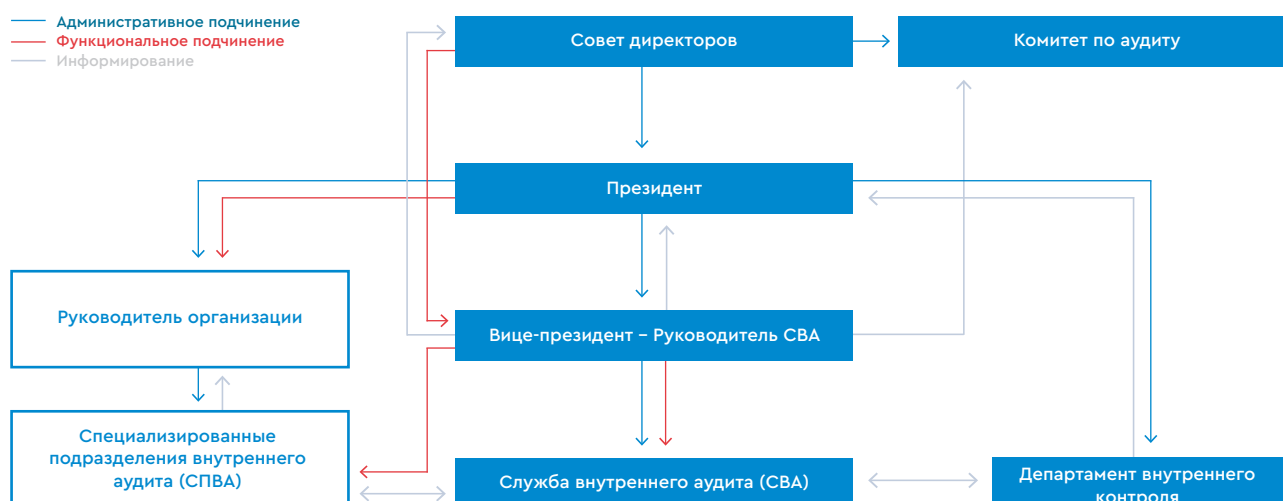 Административное подчинение
Функциональное подчинение
Информирование
Совет директоров
Комитет по аудиту
Президент
Руководитель организации
Вице-президент – Руководитель СВА
Специализированные
подразделения внутреннего
аудита (СПВА)
Служба внутреннего аудита (СВА)
Департамент внутреннего
контроля